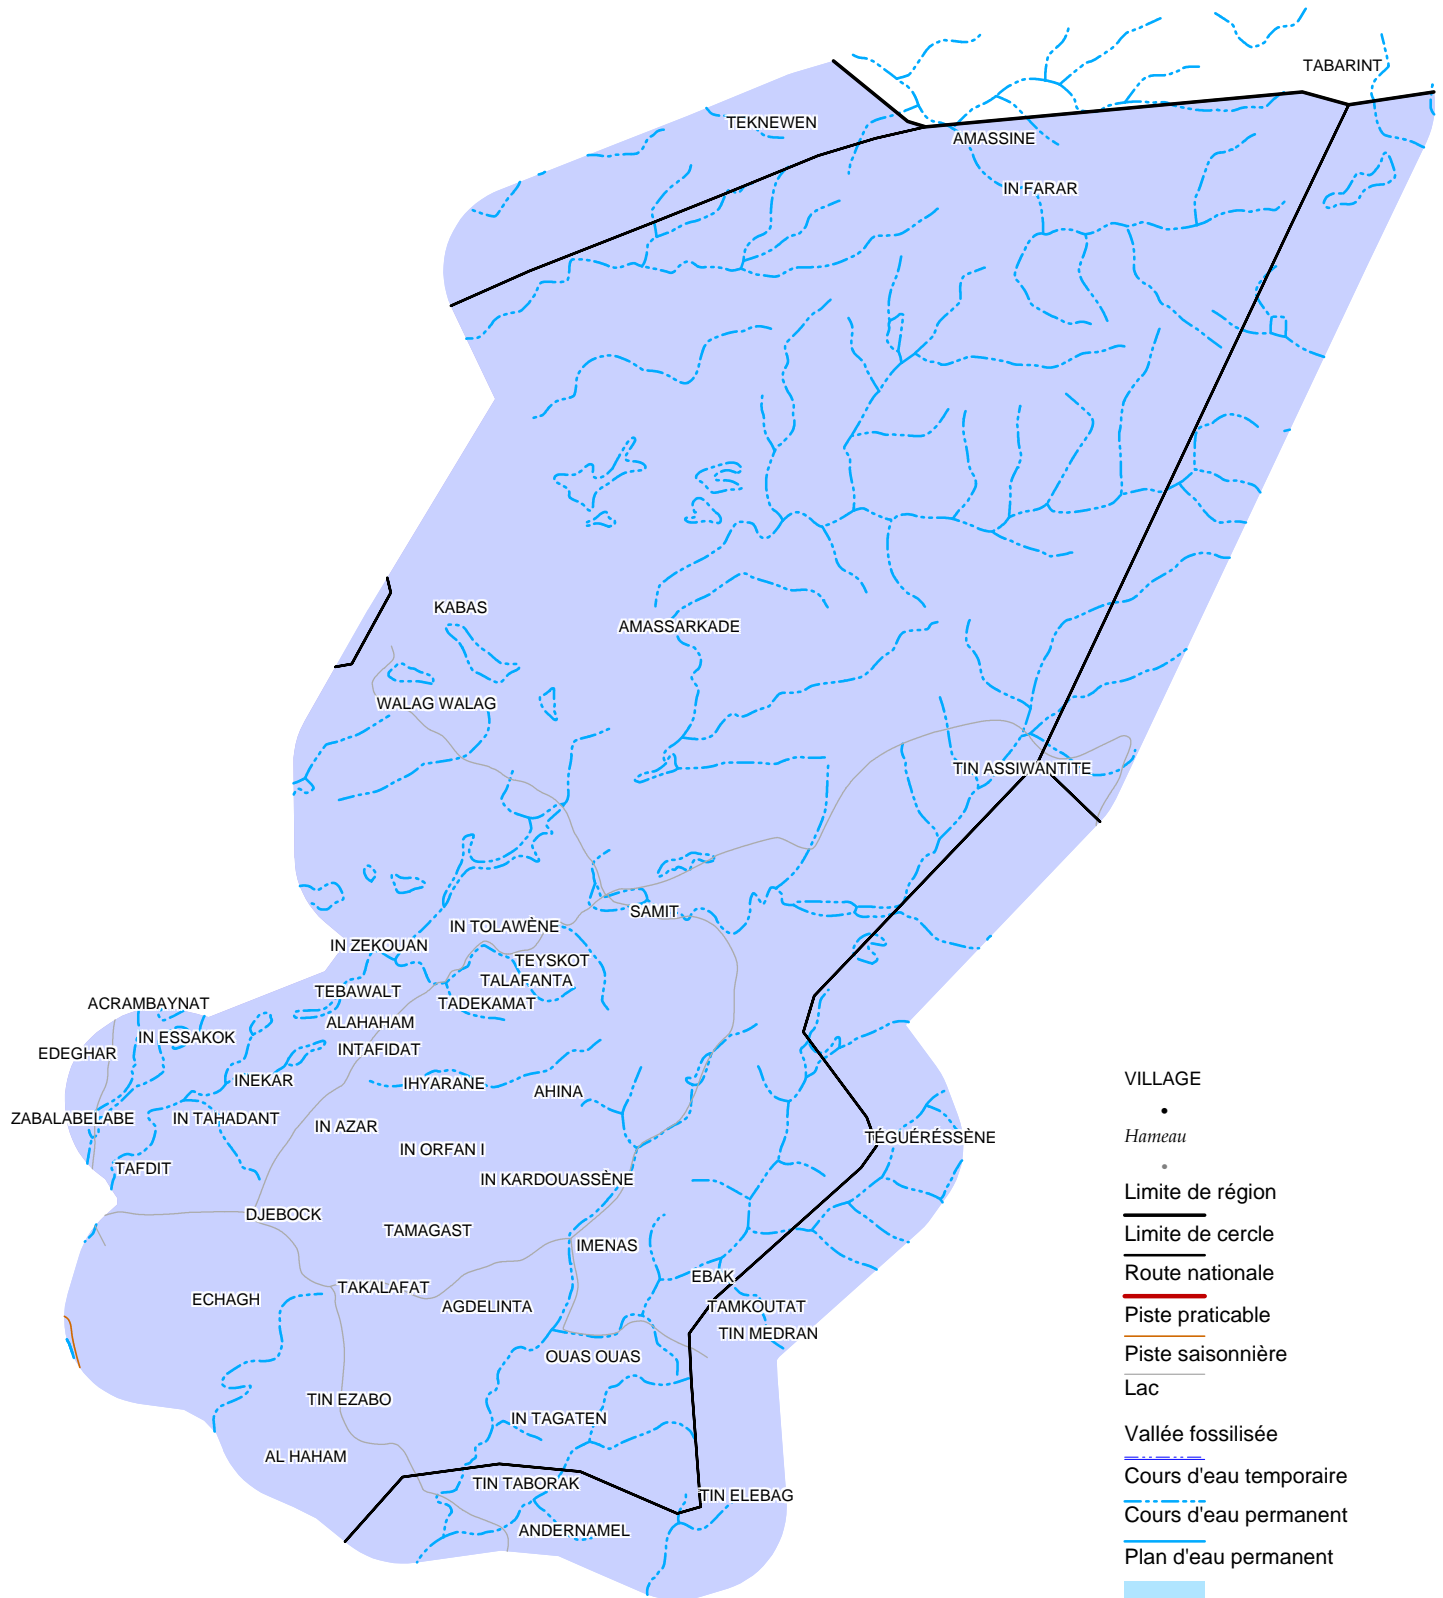 TABARINT
TEKNEWEN
AMASSINE
IN FARAR
KABAS
AMASSARKADE
WALAG WALAG
TIN ASSIWANTITE
SAMIT
IN TOLAWÈNE
IN ZEKOUAN
TEYSKOT
TALAFANTA
TEBAWALT
TADEKAMAT
ACRAMBAYNAT
ALAHAHAM
IN ESSAKOK
INTAFIDAT
EDEGHAR
INEKAR
IHYARANE
AHINA
ZABALABELABE
IN TAHADANT
IN AZAR
TÉGUÉRÉSSÈNE
IN ORFAN I
TAFDIT
IN KARDOUASSÈNE
DJEBOCK
TAMAGAST
IMENAS
EBAK
TAKALAFAT
ECHAGH
AGDELINTA
TAMKOUTAT
TIN MEDRAN
OUAS OUAS
TIN EZABO
IN TAGATEN
AL HAHAM
TIN TABORAK
TIN ELEBAG
ANDERNAMEL
VILLAGE
Hameau
Limite de région
Limite de cercle
Route nationale
Piste praticable
Piste saisonnière
Lac
Vallée fossilisée
Cours d'eau temporaire
Cours d'eau permanent
Plan d'eau permanent